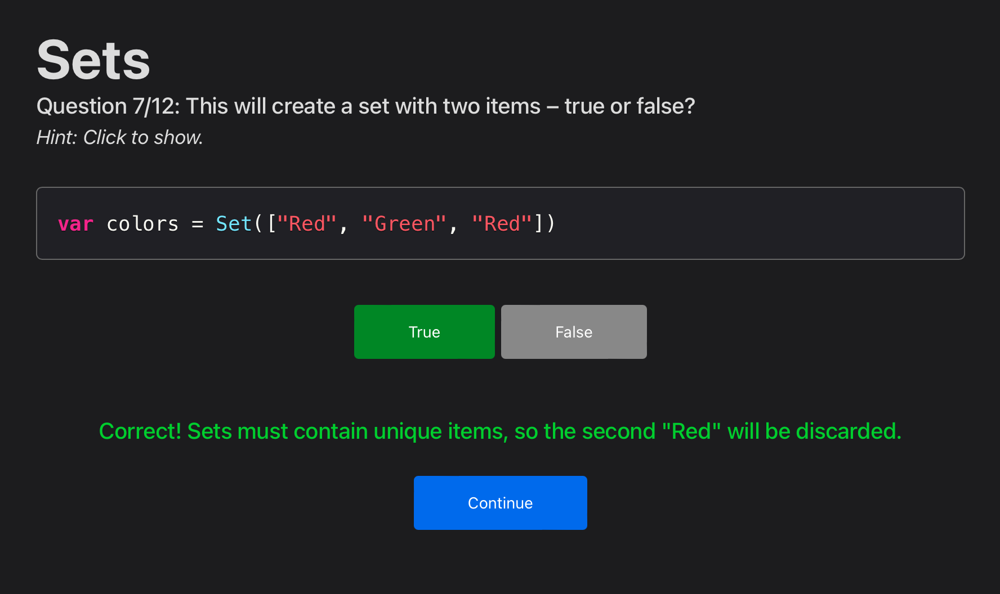 Sets
Question 7/12: This will create a set with two items – true or false?
Hint: Click to show.
var colors = Set(["Red", "Green", "Red"])
True
False
Correct! Sets must contain unique items, so the second "Red" will be discarded.
Continue